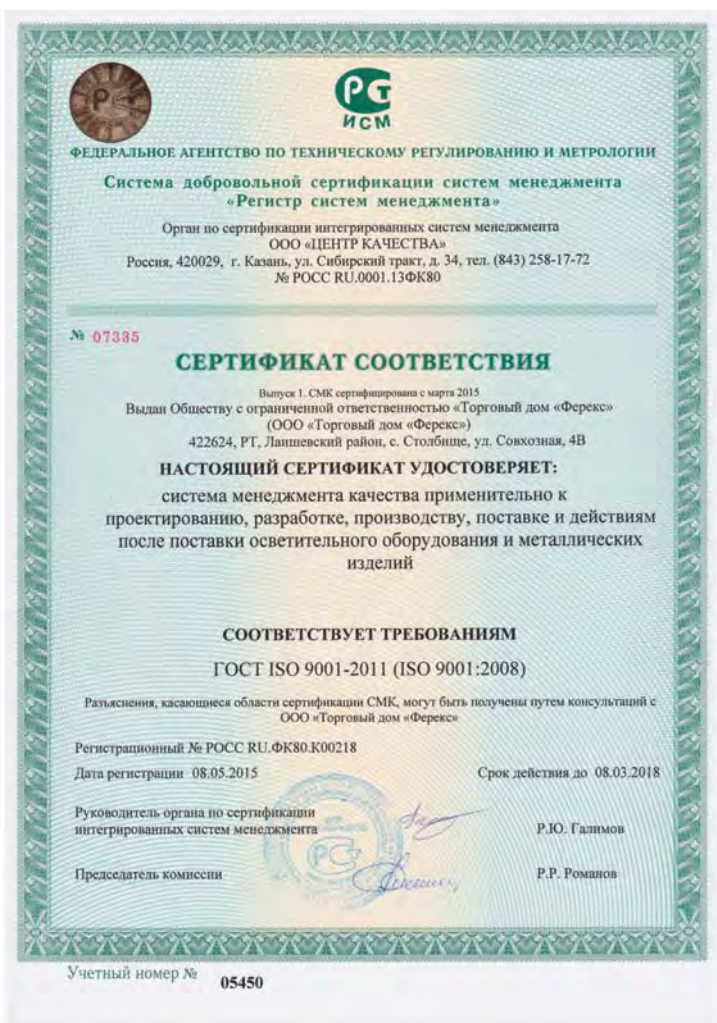 РСТ
ИСМ
ФЕДЕРАЛЬНОЕ АГЕНТСТВО ПО ТЕХНИЧЕСКОМУ РЕГУЛИРОВАНИЮ И МЕТРОЛОГИИ
Система добровольной сертификации систем менеджмента
«Регистр систем менеджмента»
Орган по сертификации интегрированных систем менеджмента
ООО «ЦЕНТР КАЧЕСТВА»
Россия, 420029, г. Казань, ул. Сибирский тракт, д. 34, тел. (843) 258-17-72
№ РОСС RU.0001.13ФК80
№ 07335
СЕРТИФИКАТ СООТВЕТСТВИЯ
Выпуск 1. СМК сертифицирована с марта 2015
Выдан Обществу с ограниченной ответственностью «Торговый дом «Ферекс»
(ООО «Торговый дом «Ферекс»)
422624, РТ, Лаишевский район, с. Столбище, ул. Совхозная, 4В
НАСТОЯЩИЙ СЕРТИФИКАТ УДОСТОВЕРЯЕТ:
система менеджмента качества применительно к
проектированию, разработке, производству, поставке и действиям
после поставки осветительного оборудования и металлических
изделий
СООТВЕТСТВУЕТ ТРЕБОВАНИЯМ
ГОСТ ISO 9001-2011 (ISO 9001:2008)
Разъяснения, касающиеся области сертификации СМК, могут быть получены путем консультаций с
ООО «Торговый дом «Ферекс»
Регистрационный № РОСС RU.ФК80.К00218
Дата регистрации 08.05.2015 Срок действия до 08.03.2018
Руководитель органа по сертификации
интегрированных систем менеджмента Р.Ю. Галимов
Председатель комиссии Р.Р. Романов
Учетный номер № 05450